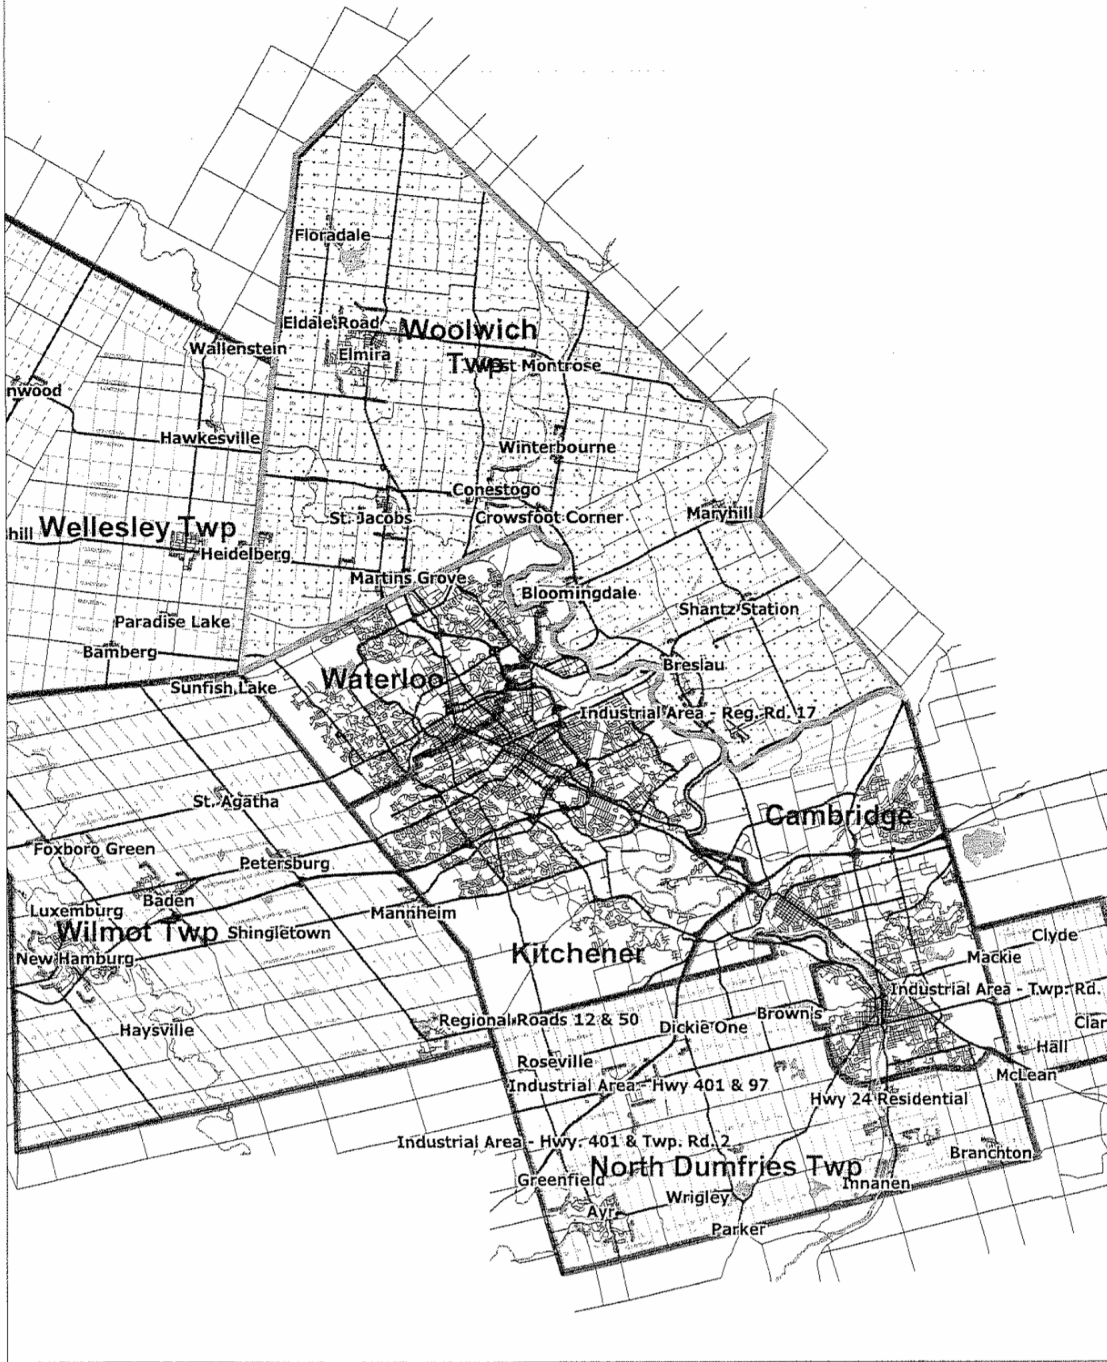 Floradale
Eldale Road
Woolwich
Twp
Wallenstein
Elmira
West Montrose
nwood
Hawkesville
Winterbourne
Conestogo
St. Jacobs
Crowsfoot Corner
Maryhill
hill
Wellesley Twp
Heidelberg
Martins Grove
Bloomingdale
Shantz Station
Paradise Lake
Bamberg
Breslau
Waterloo
Sunfish Lake
Industrial Area - Reg. Rd. 17
St. Agatha
Cambridge
Foxboro Green
Petersburg
Baden
Luxemburg
Mannheim
Wilmot Twp
Shingletown
Clyde
Kitchener
New Hamburg
Mackie
Industrial Area - Twp. Rd.
Brown's
Haysville
Regional Roads 12 & 50
Dickie One
Clar
Hall
Roseville
McLean
Industrial Area - Hwy 401 & 97
Hwy 24 Residential
Industrial Area - Hwy. 401 & Twp. Rd. 2
Branchton
North Dumfries Twp
Greenfield
Innanen
Wrigley
Ayr
Parker